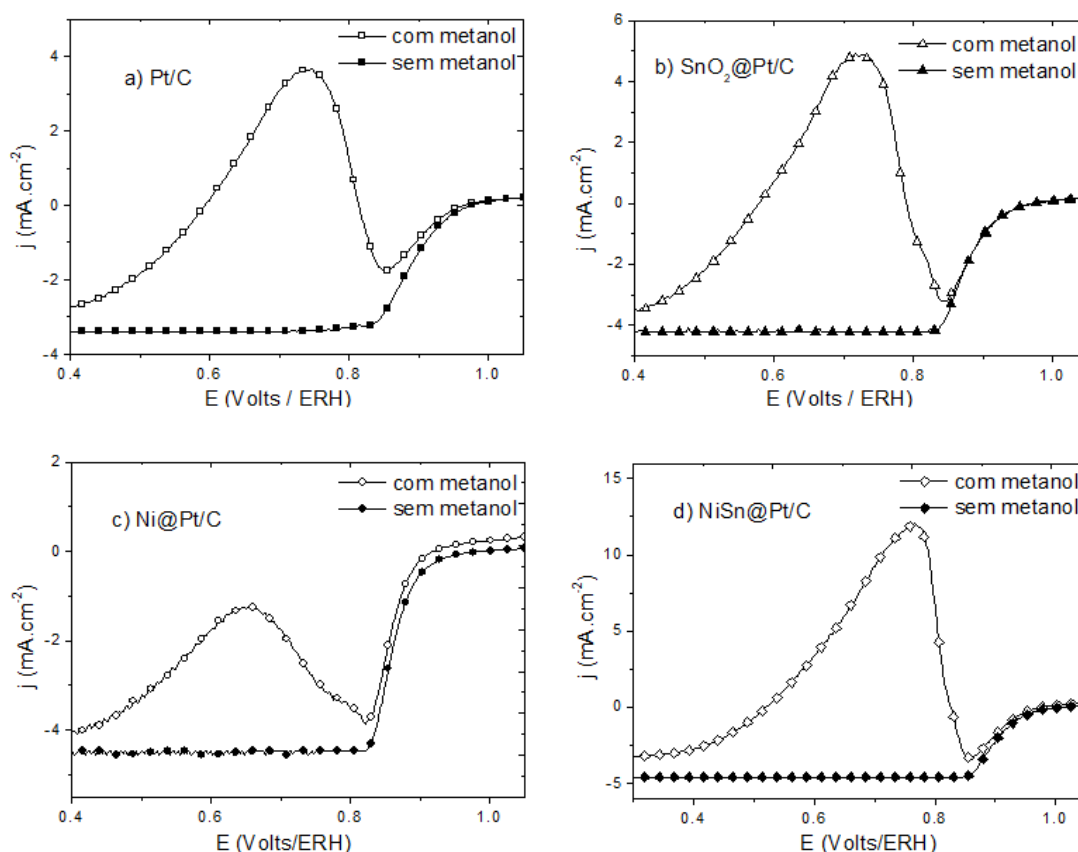 com metanol
sem metanol
a) Pt/C
j (mA.cm⁻²)
4
2
0
-2
-4
0.4 0.6 0.8 1.0
E (Volts / ERH)
com metanol
sem metanol
b) SnO₂@Pt/C
j (mA.cm⁻²)
6
4
2
0
-2
-4
0.4 0.6 0.8 1.0
E (Volts / ERH)
com metanol
sem metanol
c) Ni@Pt/C
j (mA.cm⁻²)
2
0
-2
-4
0.4 0.6 0.8 1.0
E (Volts/ERH)
com metanol
sem metanol
d) NiSn@Pt/C
j (mA.cm⁻²)
15
10
5
0
-5
0.4 0.6 0.8 1.0
E (Volts/ERH)